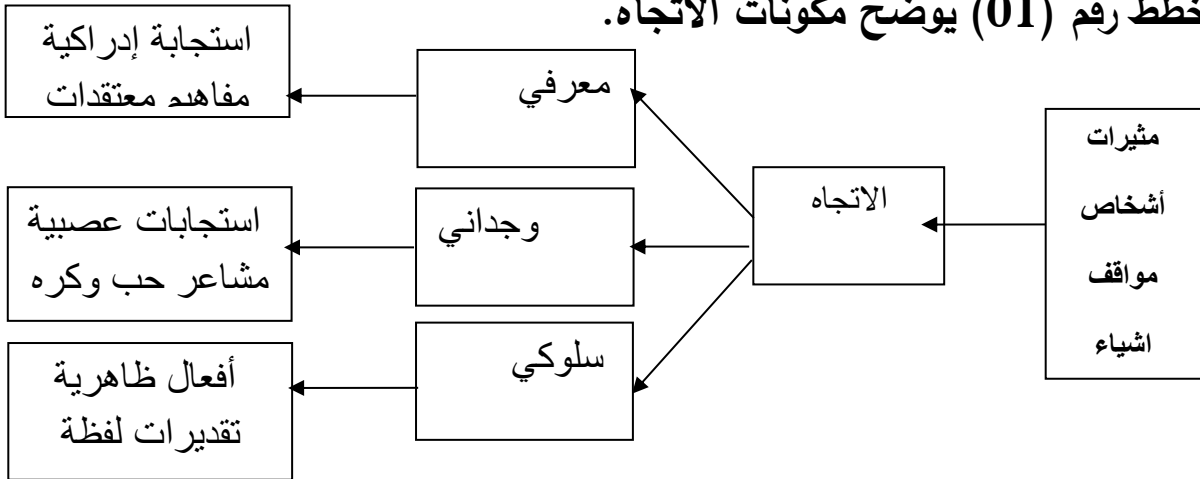 خطط رقم (01) يوضح مكونات الاتجاه.
مثيرات
أشخاص
مواقف
اشياء
الاتجاه
معرفي
وجداني
سلوكي
استجابة إدراكية
مفاهيم معتقدات
استجابات عصبية
مشاعر حب وكره
أفعال ظاهرية
تقديرات لفظة